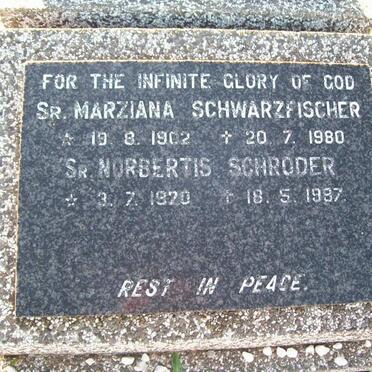 FOR THE INFINITE GLORY OF GOD
SR. MARZIANA SCHWARZFISCHER
☆ 19.8.1902 ✝ 20.7.1980
SR NORBERTIS SCHRODER
☆ 3.7.1920 ✝ 18.5.1987
REST IN PEACE.